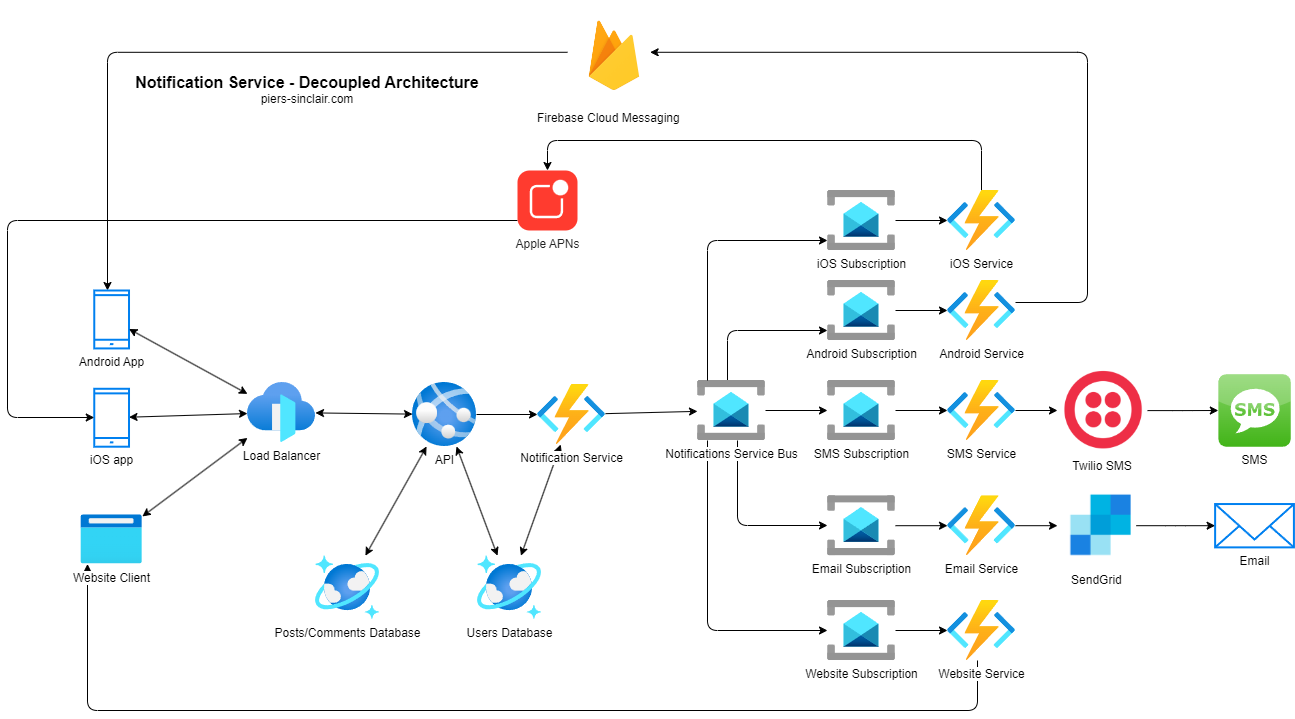 Notification Service - Decoupled Architecture
piers-sinclair.com
Firebase Cloud Messaging
Apple APNs
iOS Subscription
iOS Service
Android App
Android Subscription
Android Service
iOS app
Load Balancer
API
Notification Service
Notifications Service Bus
SMS Subscription
SMS Service
Twilio SMS
SMS
SMS
Website Client
Email Subscription
Email Service
SendGrid
Email
Posts/Comments Database
Users Database
Website Subscription
Website Service